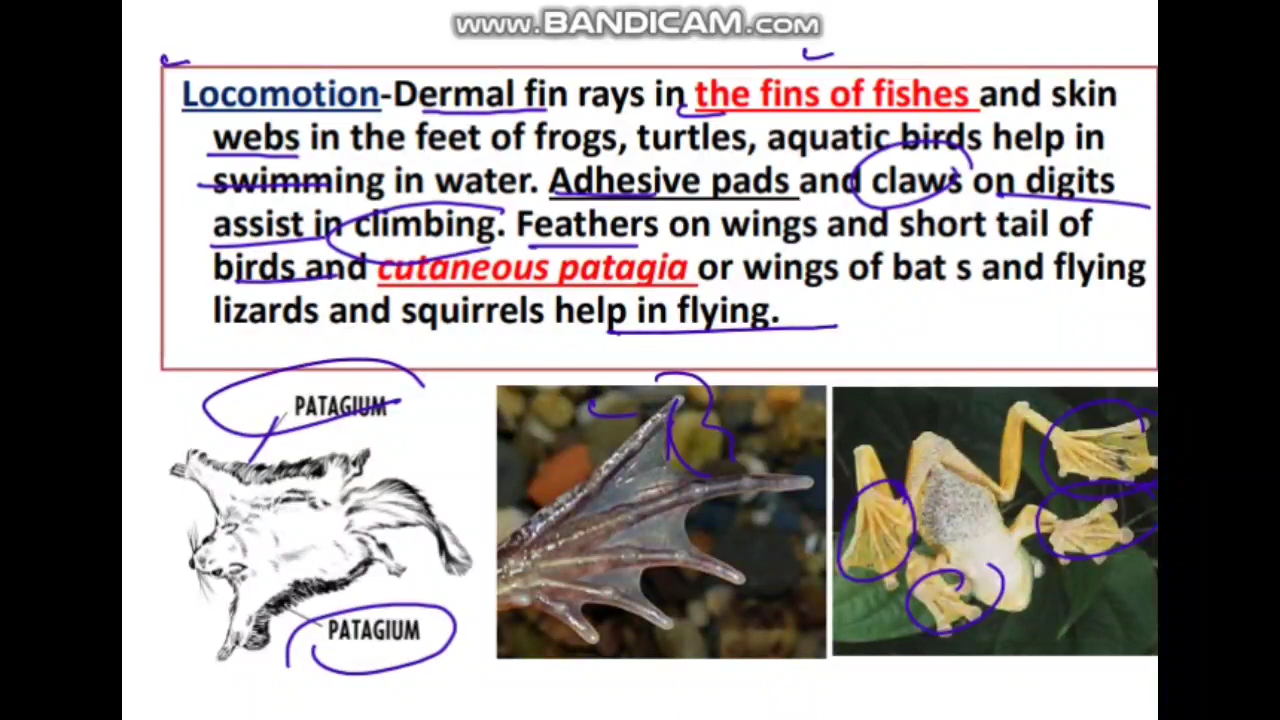 WWW.BANDICAM.COM
Locomotion-Dermal fin rays in the fins of fishes and skin
webs in the feet of frogs, turtles, aquatic birds help in
swimming in water. Adhesive pads and claws on digits
assist in climbing. Feathers on wings and short tail of
birds and cutaneous patagia or wings of bat s and flying
lizards and squirrels help in flying.
PATAGIUM
PATAGIUM